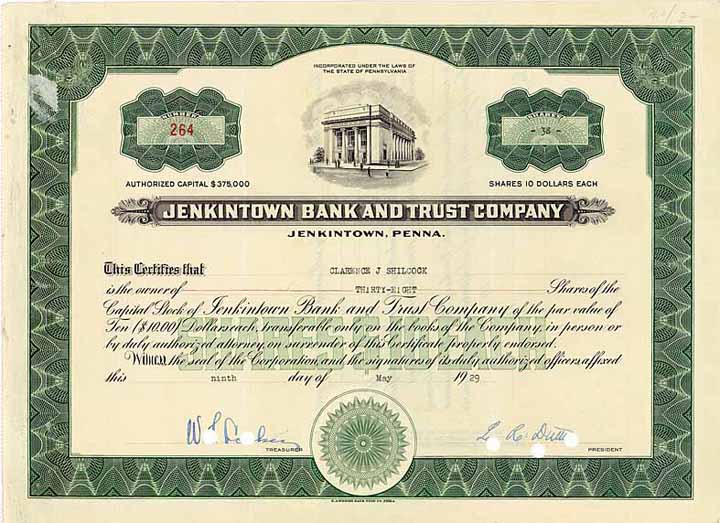 INCORPORATED UNDER THE LAWS OF
THE STATE OF PENNSYLVANIA
NUMBER
264
SHARES
- 38 -
AUTHORIZED CAPITAL $375,000
SHARES 10 DOLLARS EACH
JENKINTOWN BANK AND TRUST COMPANY
JENKINTOWN, PENNA.
This Certifies that CLARENCE J SHILCOCK
is the owner of THIRTY-EIGHT Shares of the
Capital Stock of Jenkintown Bank and Trust Company of the par value of
Ten ($10.00) Dollars each, transferable only on the books of the Company, in person or
by duly authorized attorney, on surrender of this Certificate properly endorsed.
Witness, the seal of the Corporation, and the signatures of its duly authorized officers, affixed
this ninth day of May 1929
TREASURER
PRESIDENT